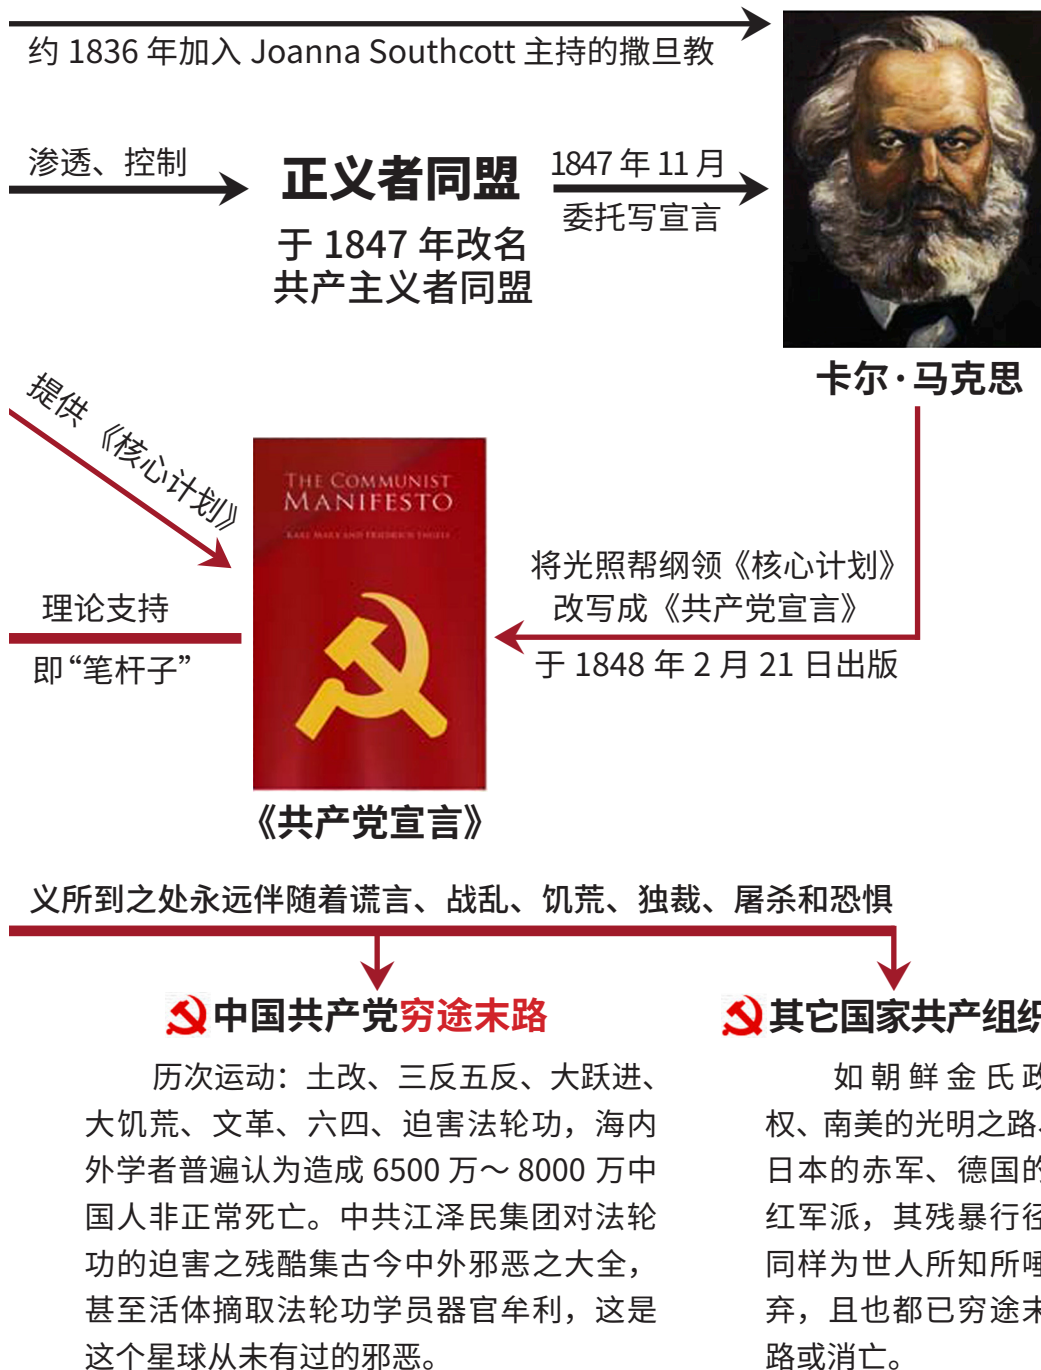 约 1836 年加入 Joanna Southcott 主持的撒旦教
渗透、控制
正义者同盟
于 1847 年改名
共产主义者同盟
1847 年 11 月
委托写宣言
卡尔·马克思
提供《核心计划》
THE COMMUNIST
MANIFESTO
KARL MARX AND FRIEDRICH ENGELS
将光照帮纲领《核心计划》
改写成《共产党宣言》
于 1848 年 2 月 21 日出版
理论支持
即“笔杆子”
《共产党宣言》
义所到之处永远伴随着谎言、战乱、饥荒、独裁、屠杀和恐惧
中国共产党穷途末路
历次运动：土改、三反五反、大跃进、
大饥荒、文革、六四、迫害法轮功，海内
外学者普遍认为造成 6500 万～ 8000 万中
国人非正常死亡。中共江泽民集团对法轮
功的迫害之残酷集古今中外邪恶之大全，
甚至活体摘取法轮功学员器官牟利，这是
这个星球从未有过的邪恶。
其它国家共产组织
如朝鲜金氏政
权、南美的光明之路、
日本的赤军、德国的
红军派，其残暴行径
同样为世人所知所唾
弃，且也都已穷途末
路或消亡。